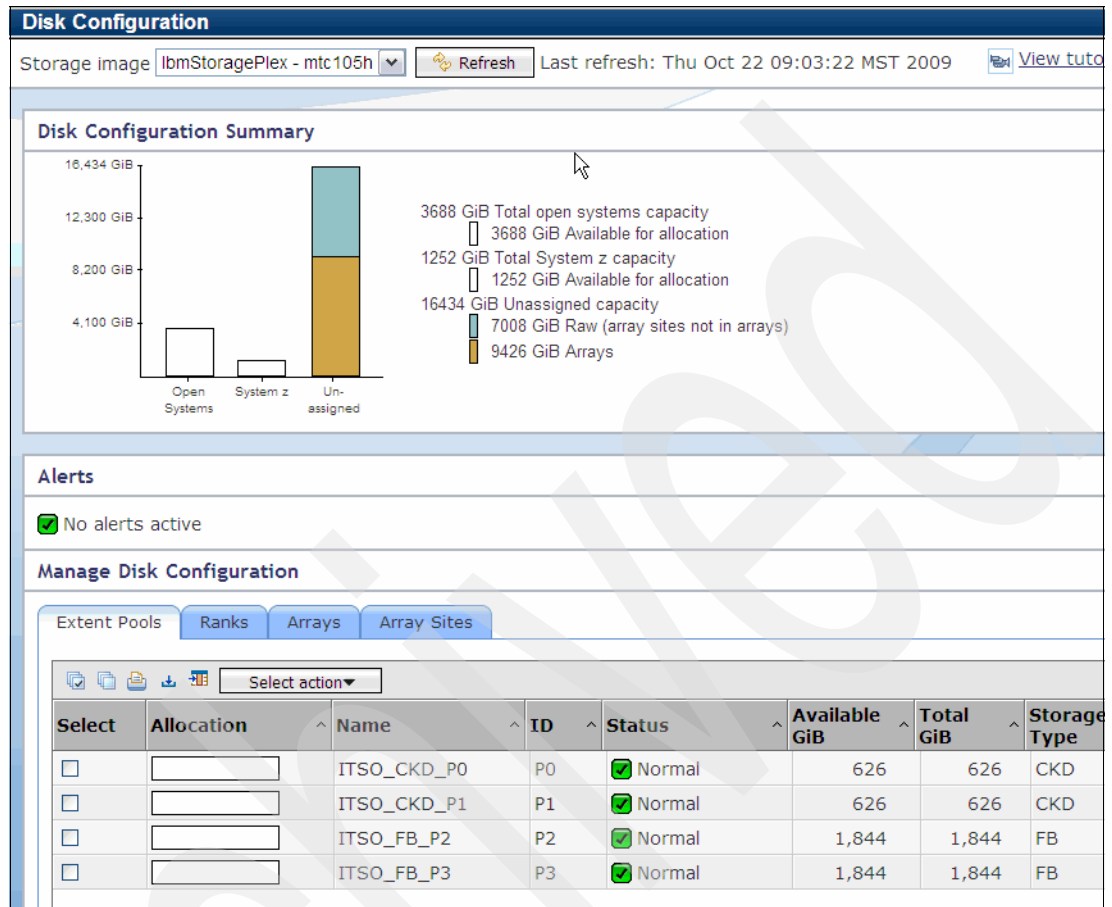 Disk Configuration
Storage image IbmStoragePlex - mtc105h Refresh Last refresh: Thu Oct 22 09:03:22 MST 2009 View tuto
Disk Configuration Summary
16,434 GiB
12,300 GiB
8,200 GiB
4,100 GiB
Open Systems
System z
Un-assigned
3688 GiB Total open systems capacity
3688 GiB Available for allocation
1252 GiB Total System z capacity
1252 GiB Available for allocation
16434 GiB Unassigned capacity
7008 GiB Raw (array sites not in arrays)
9426 GiB Arrays
Alerts
No alerts active
Manage Disk Configuration
Extent Pools Ranks Arrays Array Sites
Select action
Select Allocation Name ID Status Available GiB Total GiB Storage Type
ITSO_CKD_P0 P0 Normal 626 626 CKD
ITSO_CKD_P1 P1 Normal 626 626 CKD
ITSO_FB_P2 P2 Normal 1,844 1,844 FB
ITSO_FB_P3 P3 Normal 1,844 1,844 FB